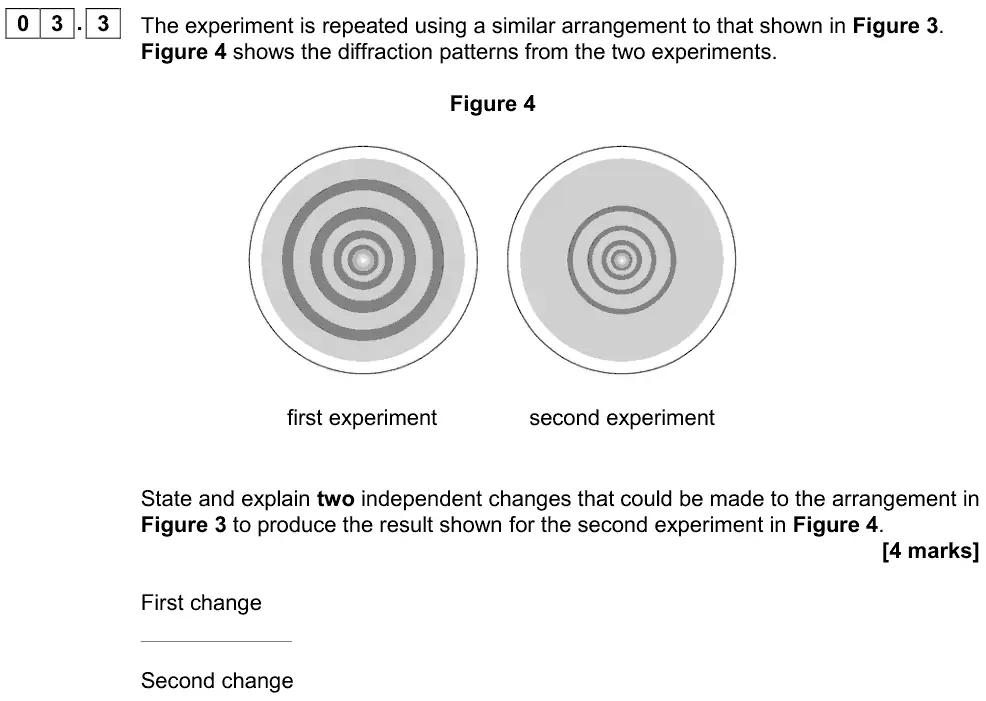 0 3 . 3 The experiment is repeated using a similar arrangement to that shown in Figure 3.
Figure 4 shows the diffraction patterns from the two experiments.
Figure 4
first experiment second experiment
State and explain two independent changes that could be made to the arrangement in
Figure 3 to produce the result shown for the second experiment in Figure 4.
[4 marks]
First change
Second change